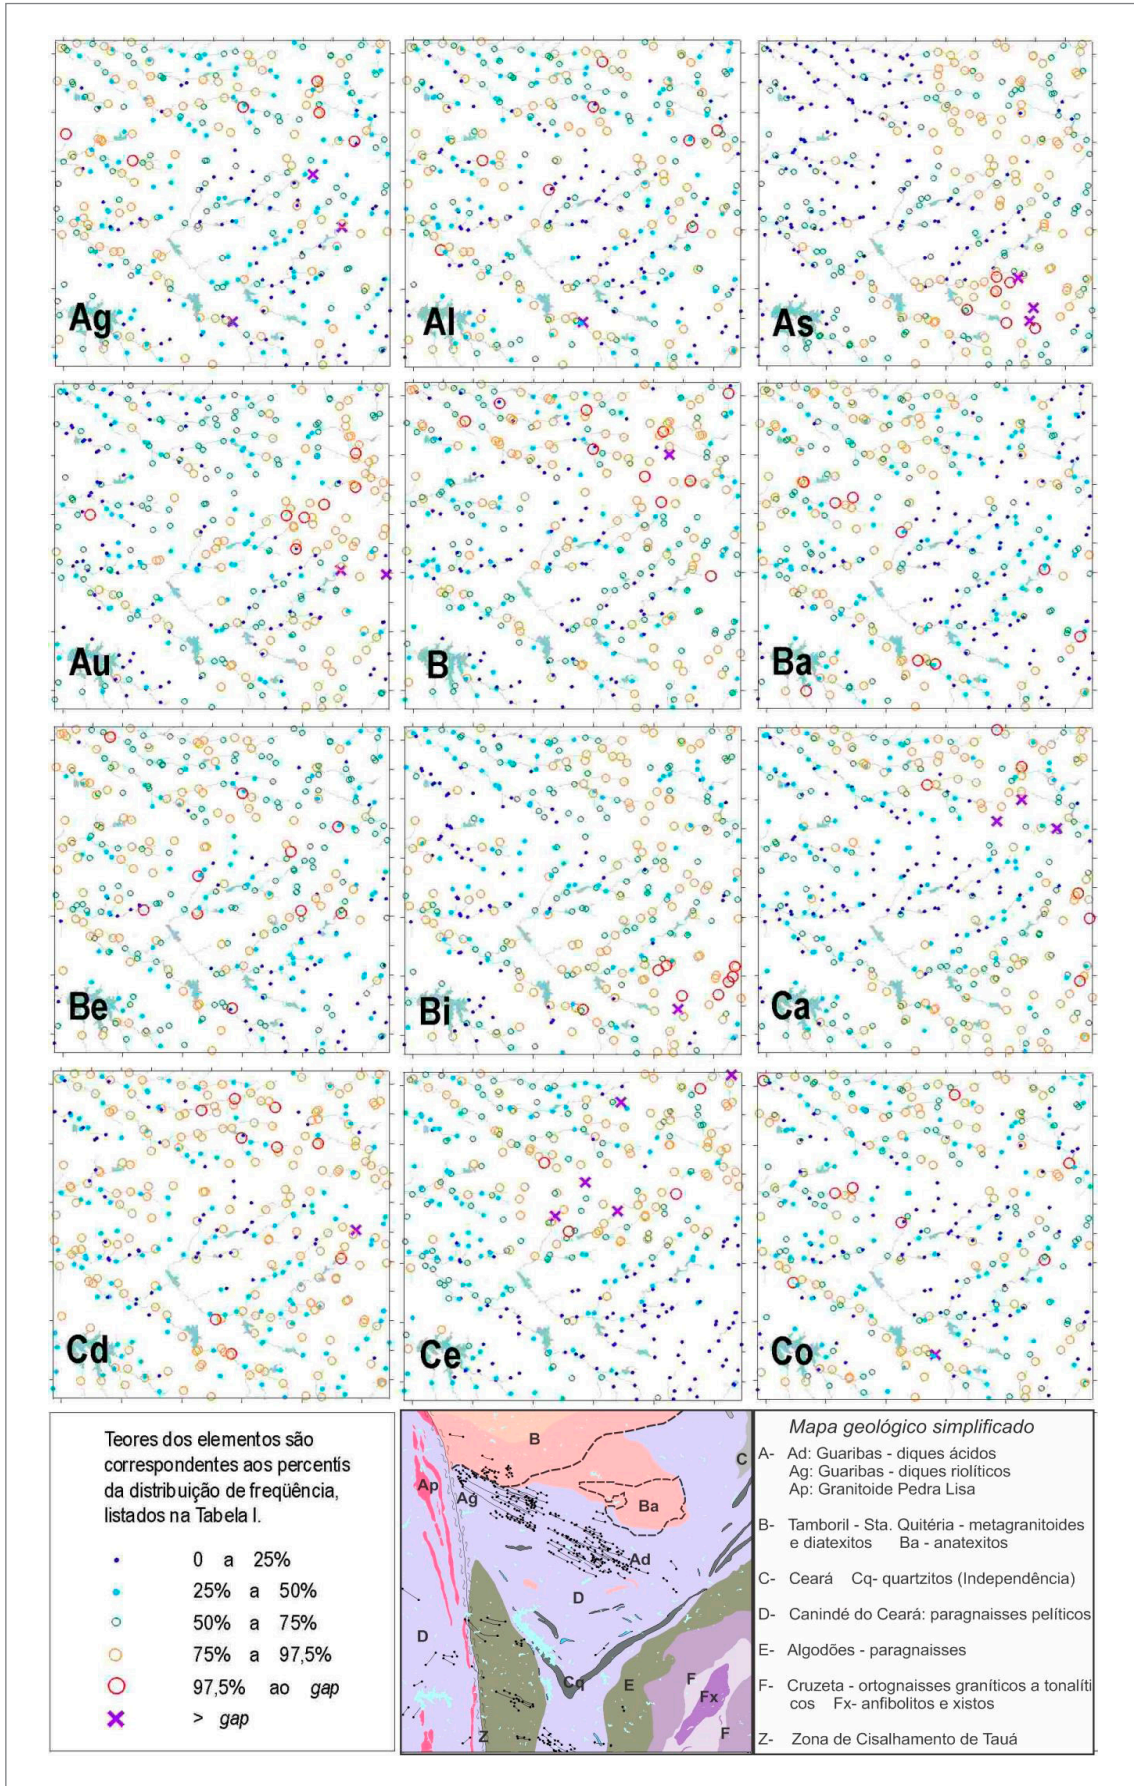 Ag
Al
As
Au
B
Ba
Be
Bi
Ca
Cd
Ce
Co
Teores dos elementos são
correspondentes aos percentis
da distribuição de freqüência,
listados na Tabela I.
0 a 25%
25% a 50%
50% a 75%
75% a 97,5%
97,5% ao gap
> gap
B
C
Ap
Ag
Ba
Ad
D
D
Cq
E
F
Fx
Z
F
Mapa geológico simplificado
A- Ad: Guaribas - diques ácidos
Ag: Guaribas - diques riolíticos
Ap: Granitoide Pedra Lisa
B- Tamboril - Sta. Quitéria - metagranitoides
e diatexitos Ba - anatexitos
C- Ceará Cq- quartzitos (Independência)
D- Canindé do Ceará: paragnaisses pelíticos
E- Algodões - paragnaisses
F- Cruzeta - ortognaisses graníticos a tonalíti
cos Fx- anfibolitos e xistos
Z- Zona de Cisalhamento de Tauá